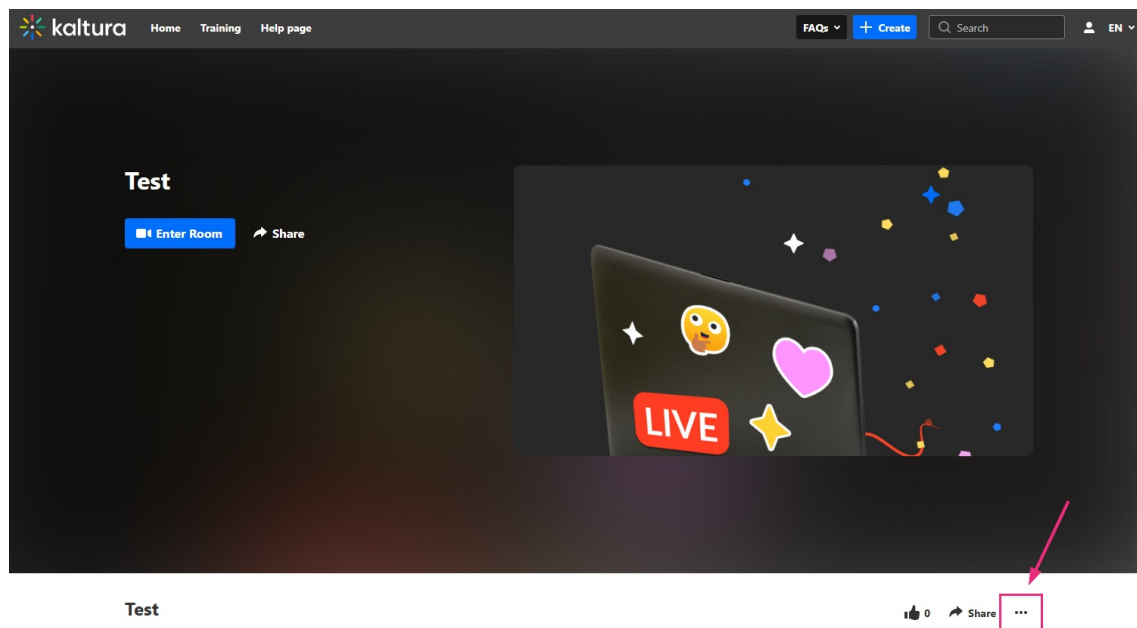 kaltura Home Training Help page FAQs + Create Search EN
Test
Enter Room Share
LIVE
Test 0 Share ...